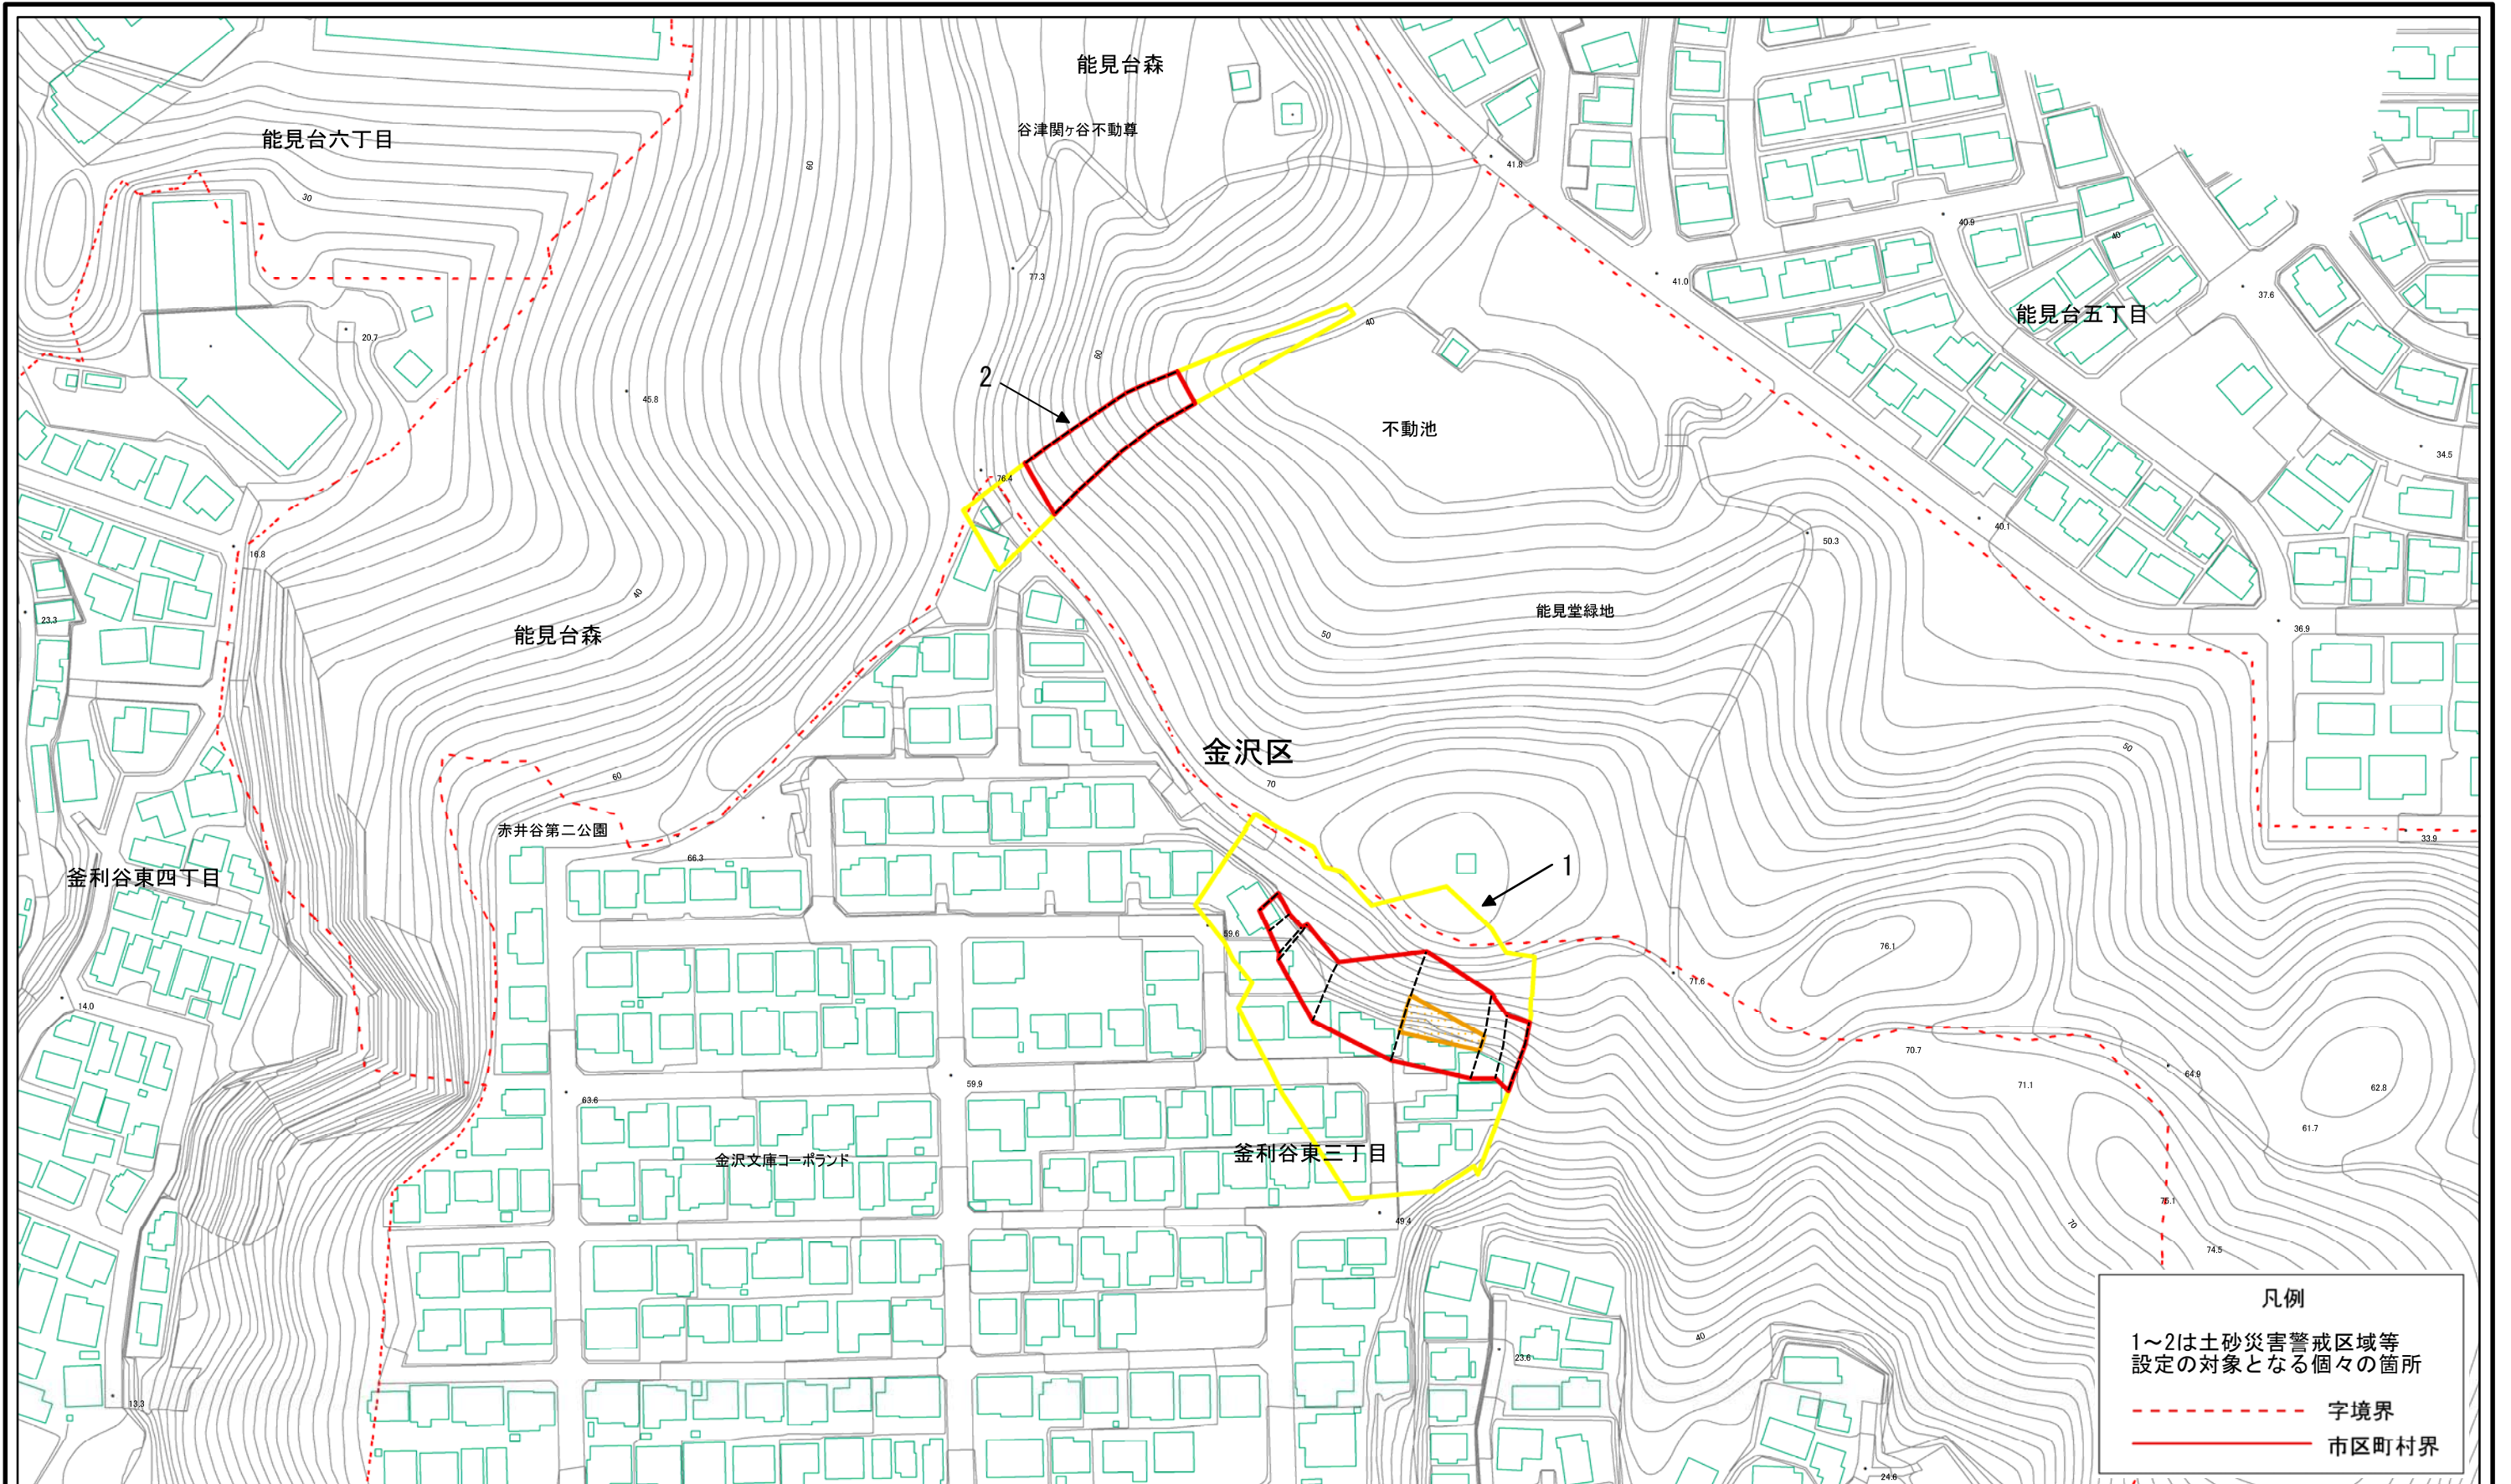 能見台森
谷津関ヶ谷不動尊
能見台六丁目
60
30
41.8
40.9
40
77.3
41.0
37.6
能見台五丁目
20.7
40
60
2
45.8
不動池
34.5
76.4
40.1
50.3
16.8
40
23.3
能見台森
50
能見堂緑地
36.9
金沢区
50
60
70
赤井谷第二公園
33.9
66.3
1
釜利谷東四丁目
59.6
76.1
71.6
14.0
70.7
64.9
59.9
71.1
62.8
63.6
61.7
金沢文庫コーポランド
釜利谷東三丁目
75.1
49.4
70
74.5
40
23.6
13.3
24.6
凡例
1～2は土砂災害警戒区域等
設定の対象となる個々の箇所
字境界
市区町村界